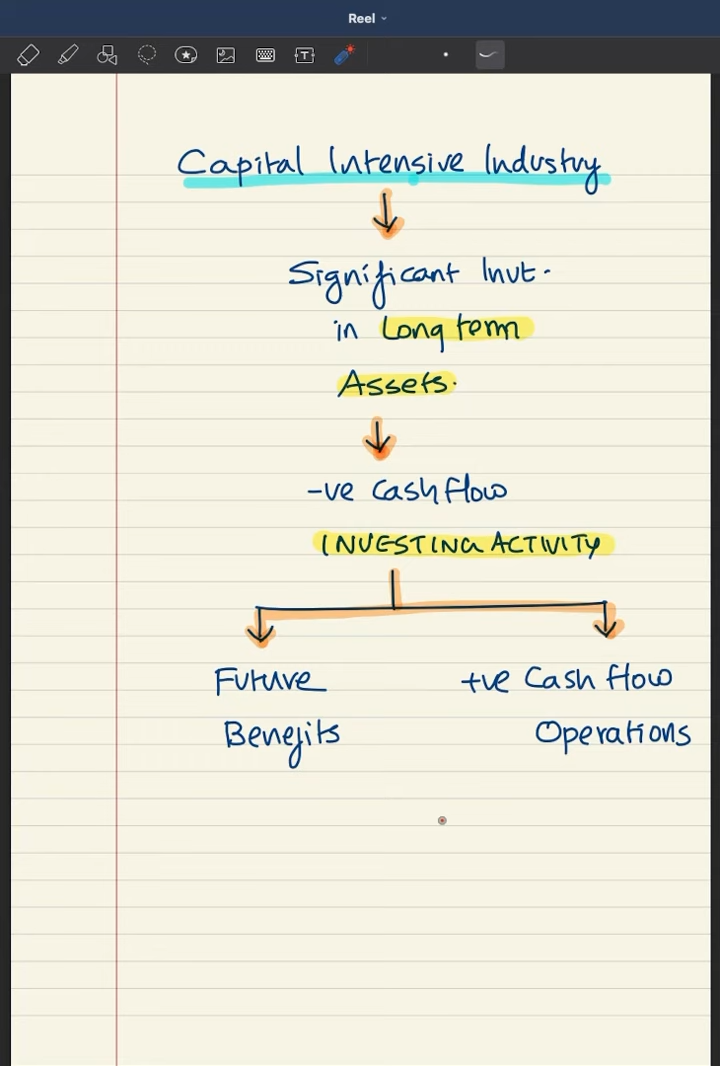 Reel
Capital Intensive Industry
Significant Invt.
in Long term
Assets.
-ve Cash flow
INVESTING ACTIVITY
Future
Benefits
+ve Cash flow
Operations